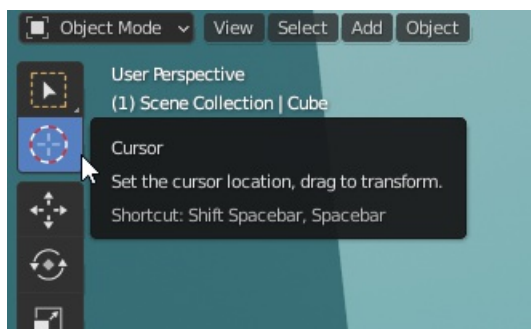 Object Mode View Select Add Object
User Perspective
(1) Scene Collection | Cube
Cursor
Set the cursor location, drag to transform.
Shortcut: Shift Spacebar, Spacebar